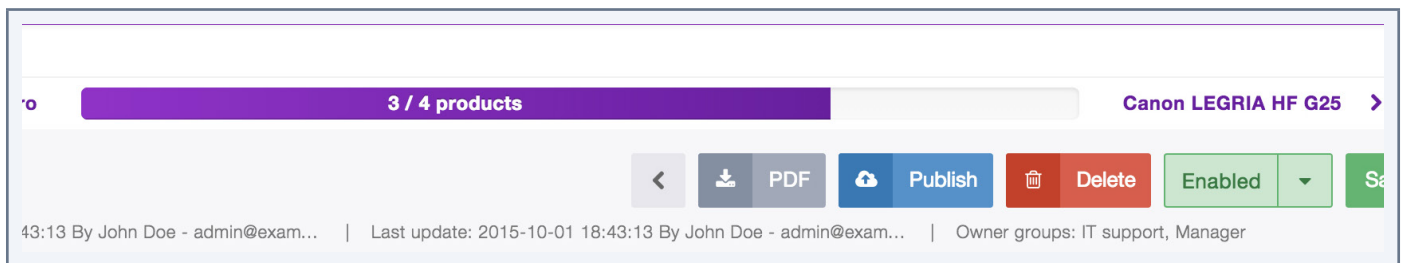 ro 3 / 4 products Canon LEGRIA HF G25
PDF Publish Delete Enabled Sa
43:13 By John Doe - admin@exam... | Last update: 2015-10-01 18:43:13 By John Doe - admin@exam... | Owner groups: IT support, Manager